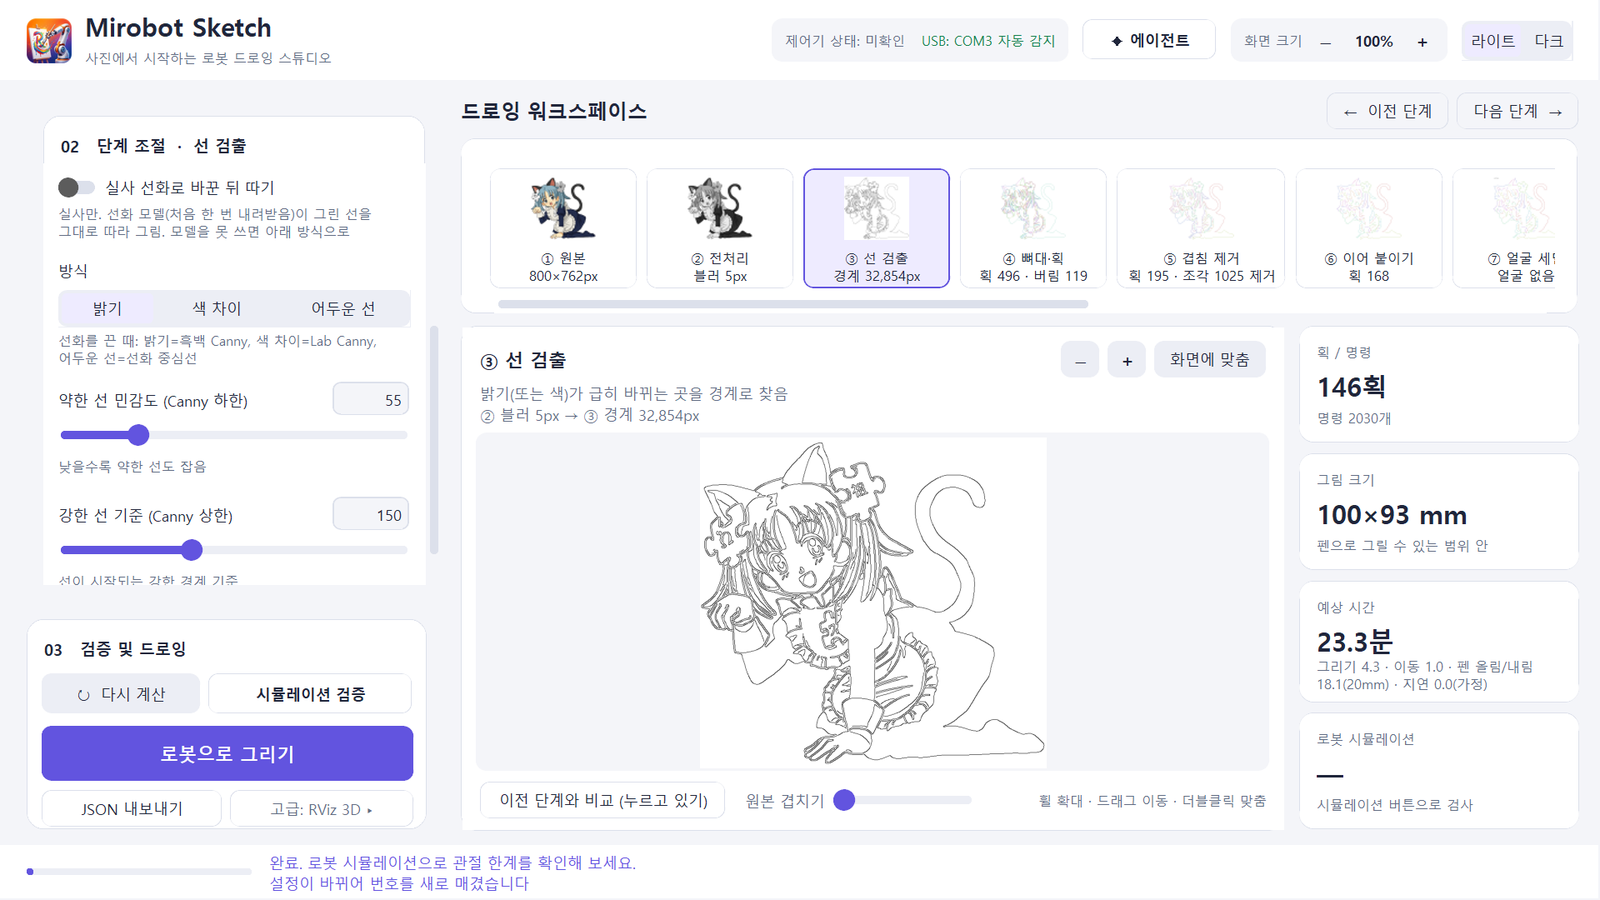 Mirobot Sketch
사진에서 시작하는 로봇 드로잉 스튜디오
제어기 상태: 미확인 USB: COM3 자동 감지
⌖ 에이전트
화면 크기 – 100% +
라이트 다크
02 단계 조절 · 선 검출
실사 선화로 바꾼 뒤 따기
실사만. 선화 모델(처음 한 번 내려받음)이 그린 선을
그대로 따라 그림. 모델을 못 쓰면 아래 방식으로
방식
밝기 색 차이 어두운 선
선화를 끈 때: 밝기=흑백 Canny, 색 차이=Lab Canny,
어두운 선=선화 중심선
약한 선 민감도 (Canny 하한) 55
낮을수록 약한 선도 잡음
강한 선 기준 (Canny 상한) 150
선이 시작되는 강한 경계 기준
03 검증 및 드로잉
↻ 다시 계산 시뮬레이션 검증
로봇으로 그리기
JSON 내보내기 고급: RViz 3D ▸
드로잉 워크스페이스
← 이전 단계 다음 단계 →
① 원본
800×762px
② 전처리
블러 5px
③ 선 검출
경계 32,854px
④ 뼈대·획
획 496 · 버림 119
⑤ 겹침 제거
획 195 · 조각 1025 제거
⑥ 이어 붙이기
획 168
⑦ 얼굴 세
얼굴 없음
③ 선 검출
– + 화면에 맞춤
밝기(또는 색)가 급히 바뀌는 곳을 경계로 찾음
② 블러 5px → ③ 경계 32,854px
이전 단계와 비교 (누르고 있기) 원본 겹치기 휠 확대 · 드래그 이동 · 더블클릭 맞춤
획 / 명령
146획
명령 2030개
그림 크기
100×93 mm
펜으로 그릴 수 있는 범위 안
예상 시간
23.3분
그리기 4.3 · 이동 1.0 · 펜 올림/내림
18.1(20mm) · 지연 0.0(가정)
로봇 시뮬레이션
—
시뮬레이션 버튼으로 검사
완료. 로봇 시뮬레이션으로 관절 한계를 확인해 보세요.
설정이 바뀌어 번호를 새로 매겼습니다